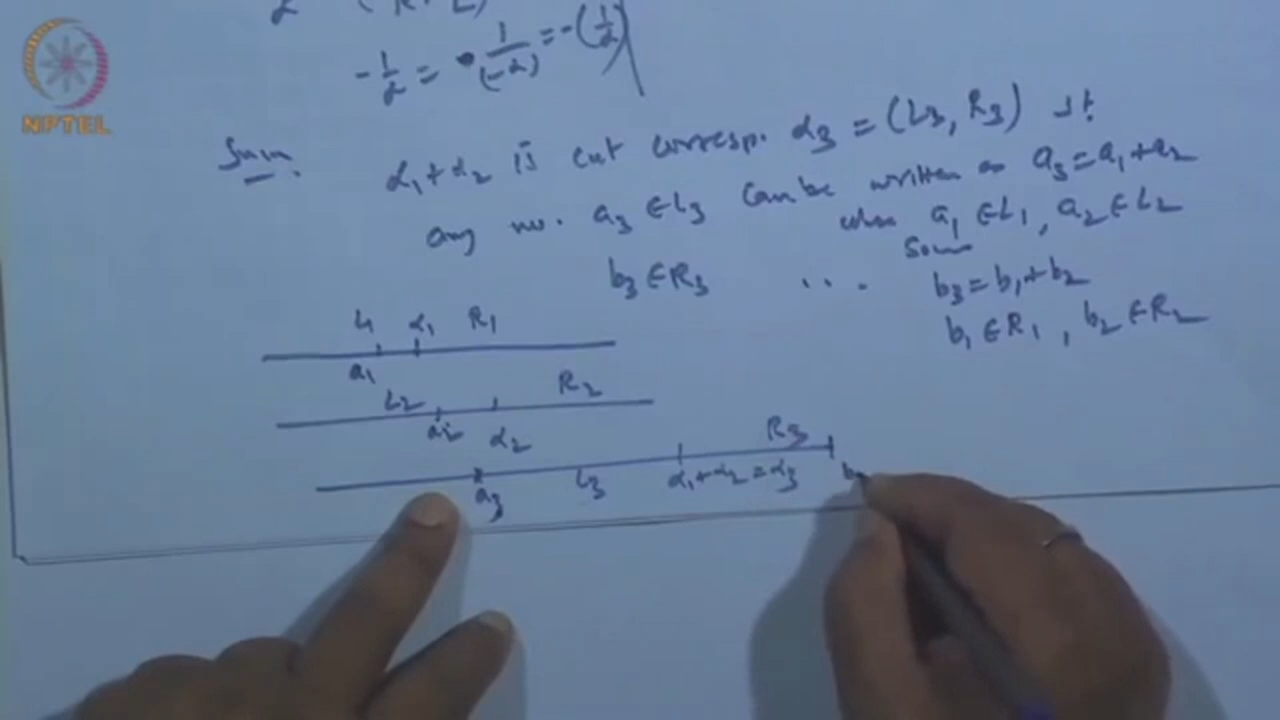 NPTEL
-1/α = 1/(-α) = -(1/α)
Sum. α1+α2 is cut corresp. α3 = (L3, R3) s.t.
any no. a3 ∈ L3 can be written as a3 = a1+a2
when a1 ∈ L1, a2 ∈ L2
Som
b3 ∈ R3 ... b3 = b1+b2
b1 ∈ R1, b2 ∈ R2
L1 α1 R1
a1
L2 R2
a2 α2
R3
a3 L3 α1+α2 = α3 b